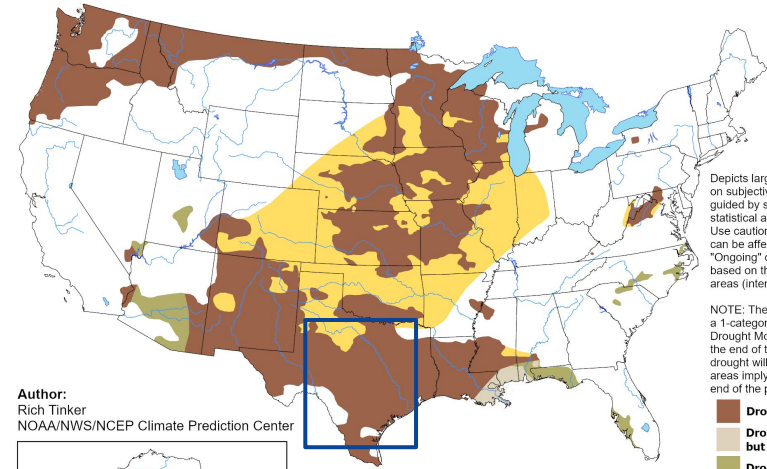 Depicts larg
on subjectiv
guided by s
statistical a
Use caution
can be affe
"Ongoing" d
based on th
areas (inter
NOTE: The
a 1-categor
Drought Mo
the end of t
drought will
areas imply
end of the p
Author:
Rich Tinker
NOAA/NWS/NCEP Climate Prediction Center
Dro
Dro
but
Dro